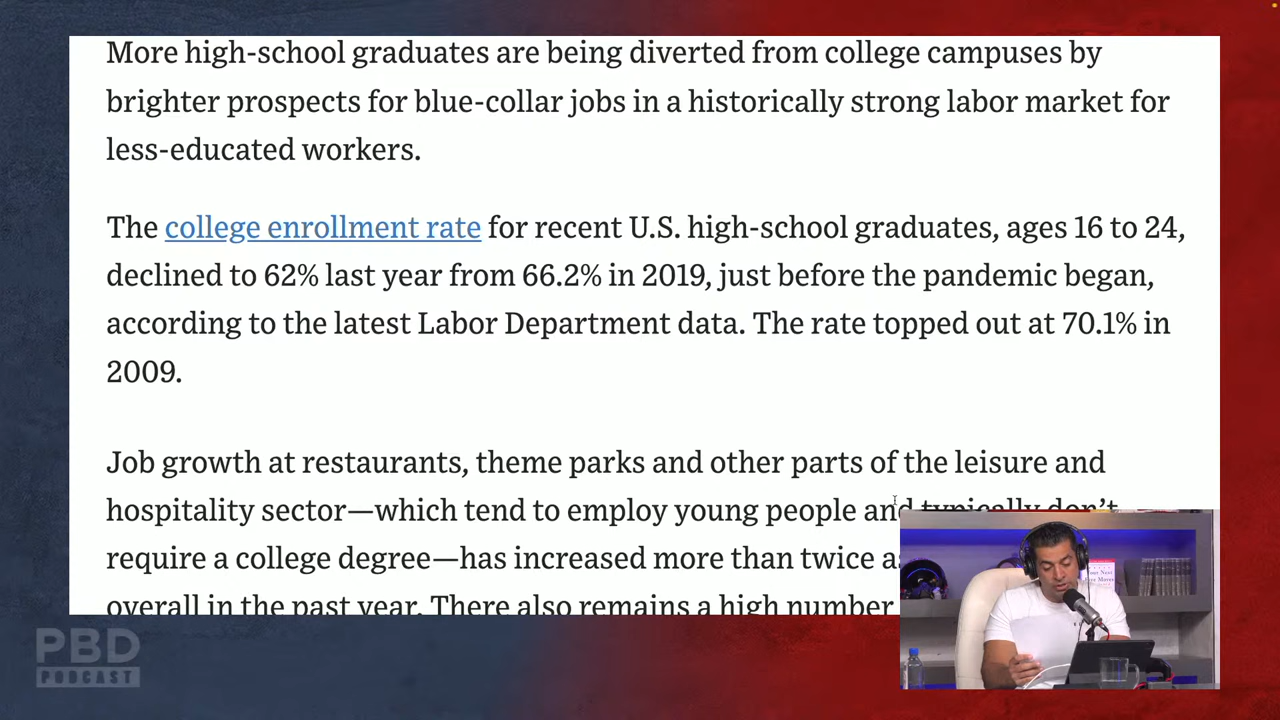 More high-school graduates are being diverted from college campuses by
brighter prospects for blue-collar jobs in a historically strong labor market for
less-educated workers.
The college enrollment rate for recent U.S. high-school graduates, ages 16 to 24,
declined to 62% last year from 66.2% in 2019, just before the pandemic began,
according to the latest Labor Department data. The rate topped out at 70.1% in
2009.
Job growth at restaurants, theme parks and other parts of the leisure and
hospitality sector—which tend to employ young people and typically don’t
require a college degree—has increased more than twice
overall in the past year. There also remains a high number
PBD
PODCAST